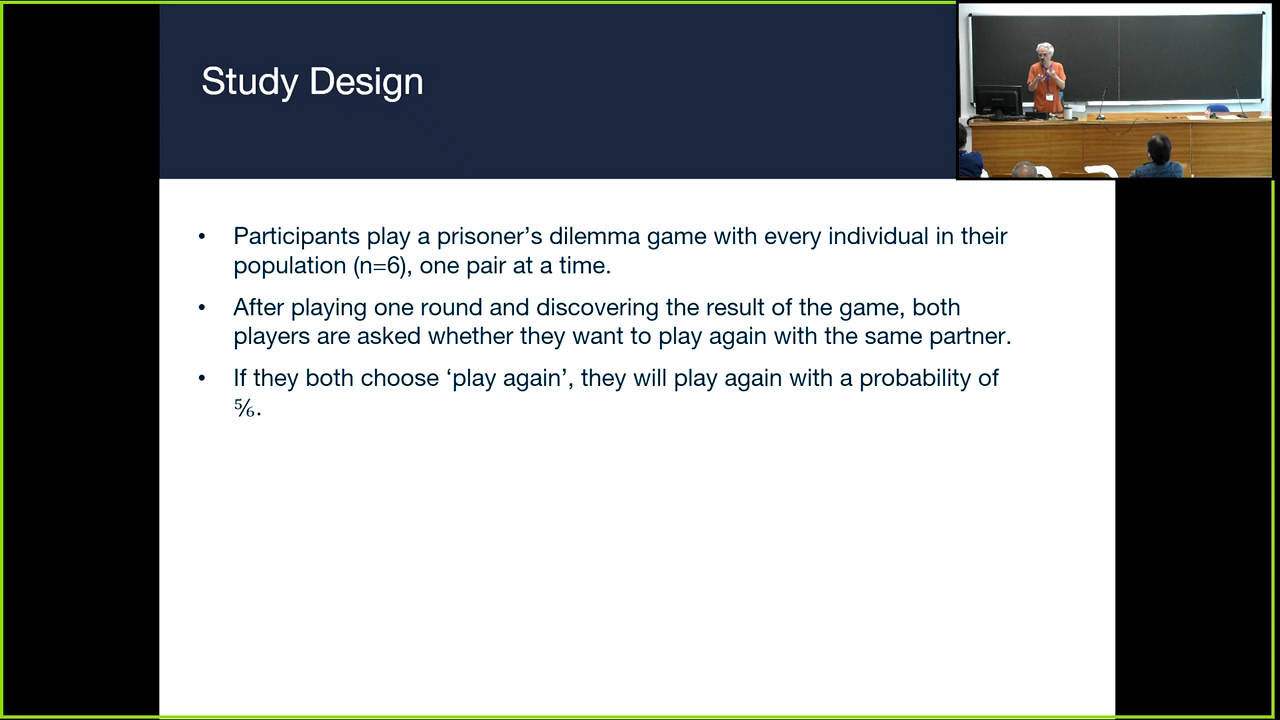 Study Design
• Participants play a prisoner’s dilemma game with every individual in their
population (n=6), one pair at a time.
• After playing one round and discovering the result of the game, both
players are asked whether they want to play again with the same partner.
• If they both choose ‘play again’, they will play again with a probability of
⅚.